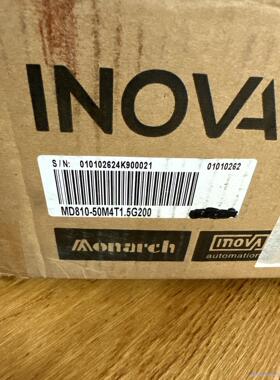 INOVA
S/N: 010102624K900021 01010262
MD810-50M4T1.5G200
Monarch
INOVA
automation